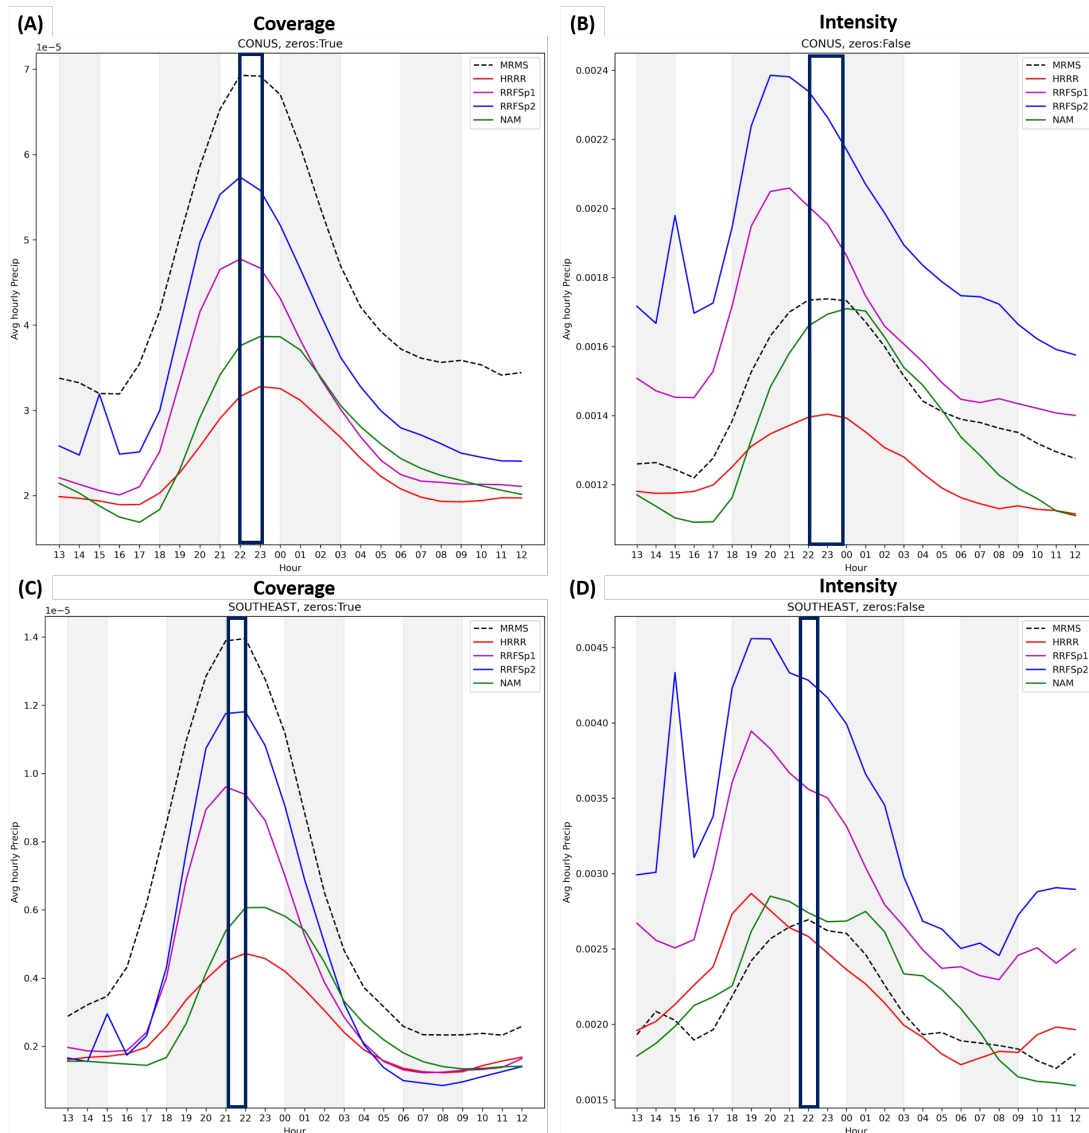 (A)
Coverage
CONUS, zeros:True
1e−5
MRMS
HRRR
RRFSp1
RRFSp2
NAM
7
6
5
4
3
2
Avg hourly Precip
13 14 15 16 17 18 19 20 21 22 23 00 01 02 03 04 05 06 07 08 09 10 11 12
Hour
(B)
Intensity
CONUS, zeros:False
MRMS
HRRR
RRFSp1
RRFSp2
NAM
0.0024
0.0022
0.0020
0.0018
0.0016
0.0014
0.0012
Avg hourly Precip
13 14 15 16 17 18 19 20 21 22 23 00 01 02 03 04 05 06 07 08 09 10 11 12
Hour
(C)
Coverage
SOUTHEAST, zeros:True
1e−5
MRMS
HRRR
RRFSp1
RRFSp2
NAM
1.4
1.2
1.0
0.8
0.6
0.4
0.2
Avg hourly Precip
13 14 15 16 17 18 19 20 21 22 23 00 01 02 03 04 05 06 07 08 09 10 11 12
Hour
(D)
Intensity
SOUTHEAST, zeros:False
MRMS
HRRR
RRFSp1
RRFSp2
NAM
0.0045
0.0040
0.0035
0.0030
0.0025
0.0020
0.0015
Avg hourly Precip
13 14 15 16 17 18 19 20 21 22 23 00 01 02 03 04 05 06 07 08 09 10 11 12
Hour